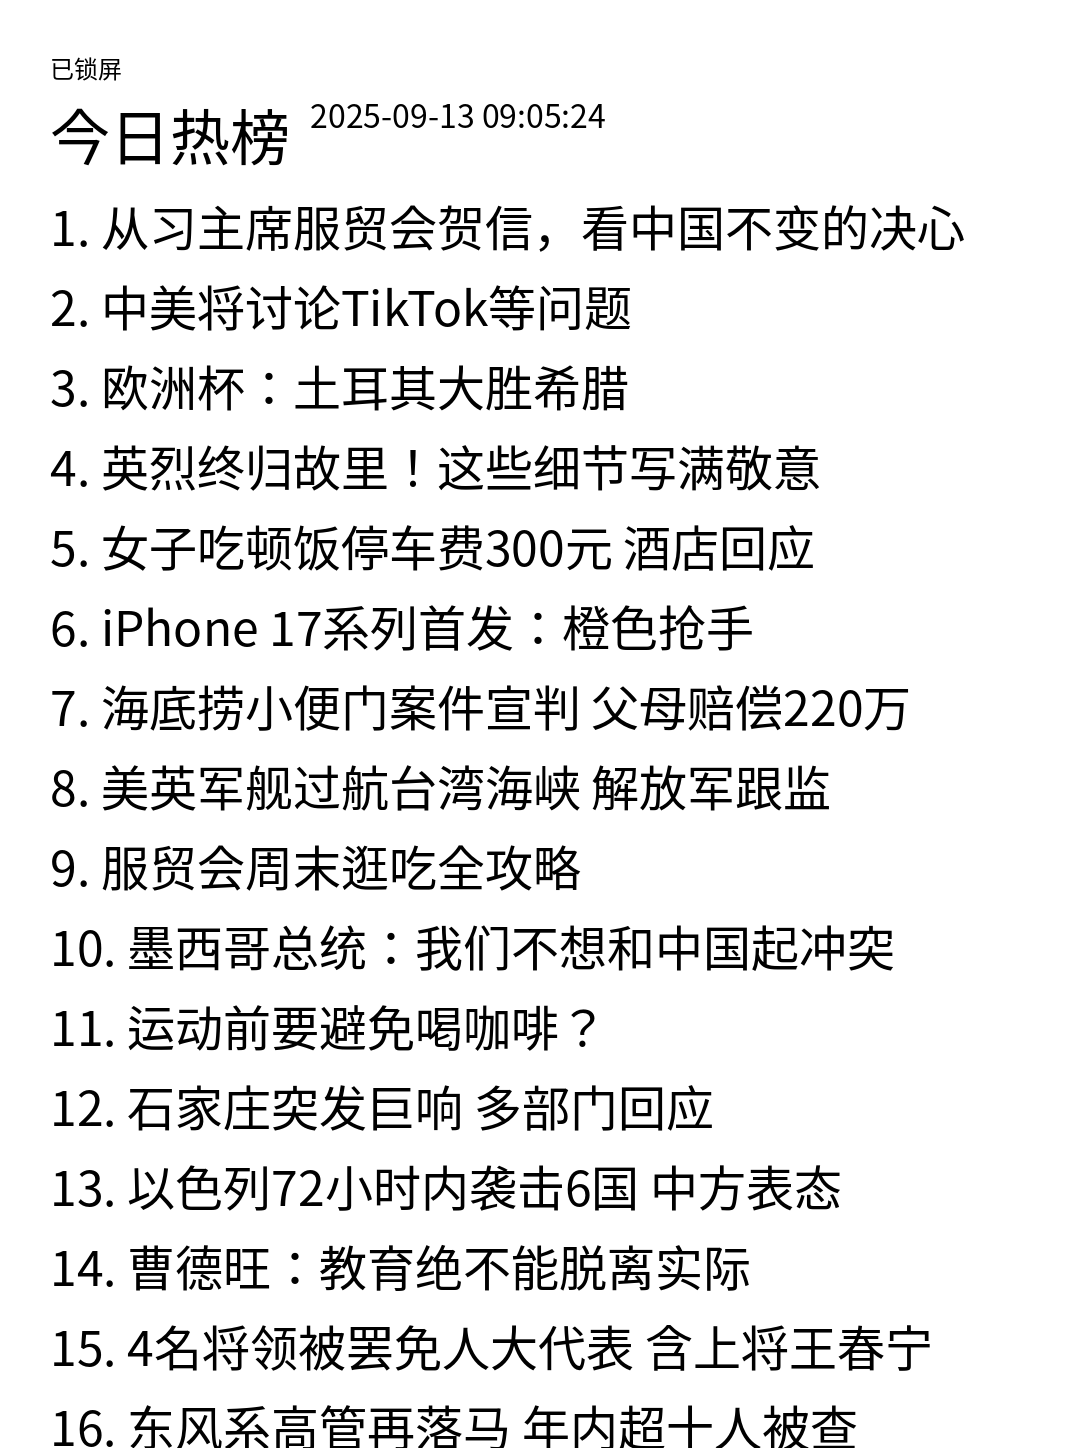 已锁屏
今日热榜 2025-09-13 09:05:24
1. 从习主席服贸会贺信，看中国不变的决心
2. 中美将讨论TikTok等问题
3. 欧洲杯：土耳其大胜希腊
4. 英烈终归故里！这些细节写满敬意
5. 女子吃顿饭停车费300元 酒店回应
6. iPhone 17系列首发：橙色抢手
7. 海底捞小便门案件宣判 父母赔偿220万
8. 美英军舰过航台湾海峡 解放军跟监
9. 服贸会周末逛吃全攻略
10. 墨西哥总统：我们不想和中国起冲突
11. 运动前要避免喝咖啡？
12. 石家庄突发巨响 多部门回应
13. 以色列72小时内袭击6国 中方表态
14. 曹德旺：教育绝不能脱离实际
15. 4名将领被罢免人大代表 含上将王春宁
16. 东风系高管再落马 年内超十人被查